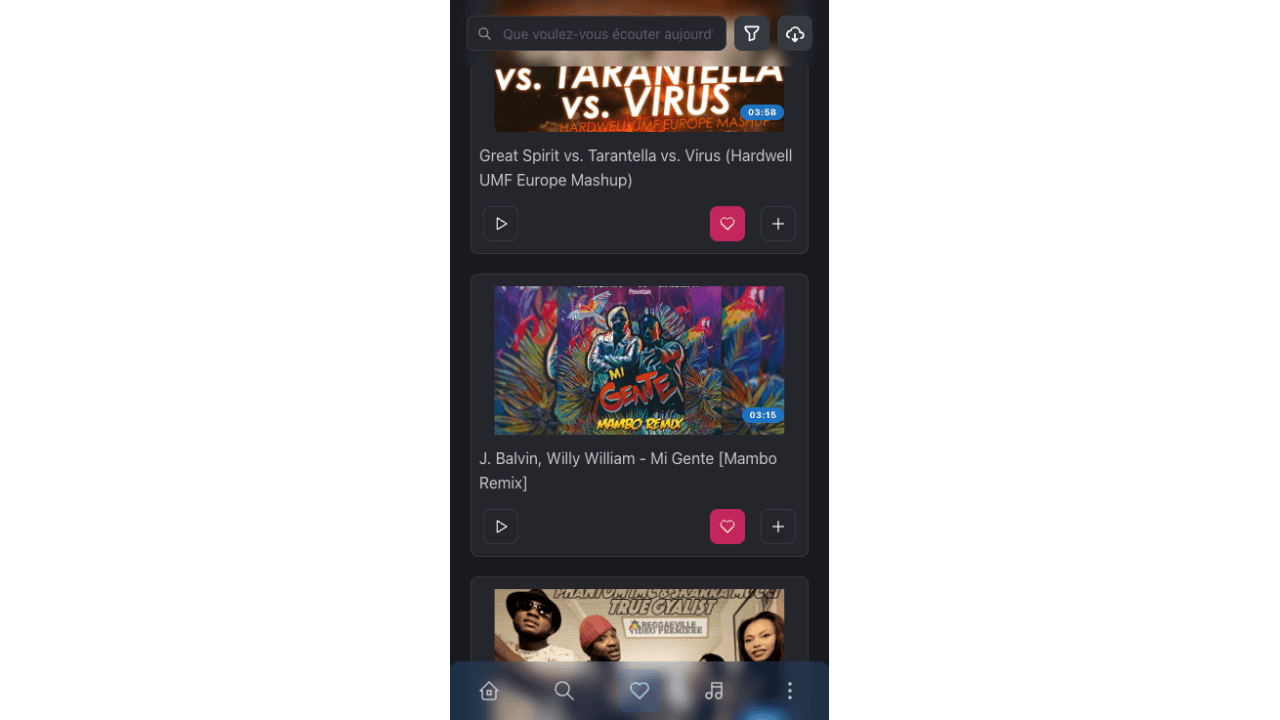 Que voulez-vous écouter aujourd'
vs. TARANTELLA
vs. VIRUS
03:58
HARDWELL UMF EUROPE MASHUP
Great Spirit vs. Tarantella vs. Virus (Hardwell
UMF Europe Mashup)
Presentan
MI
GENTE
MAMBO REMIX
03:15
J. Balvin, Willy William - Mi Gente [Mambo
Remix]
PHANTOM IMC & SKARRA MUCCI
TRUE GYALIST
REGGAEVILLE
VIDEO PREMIERE